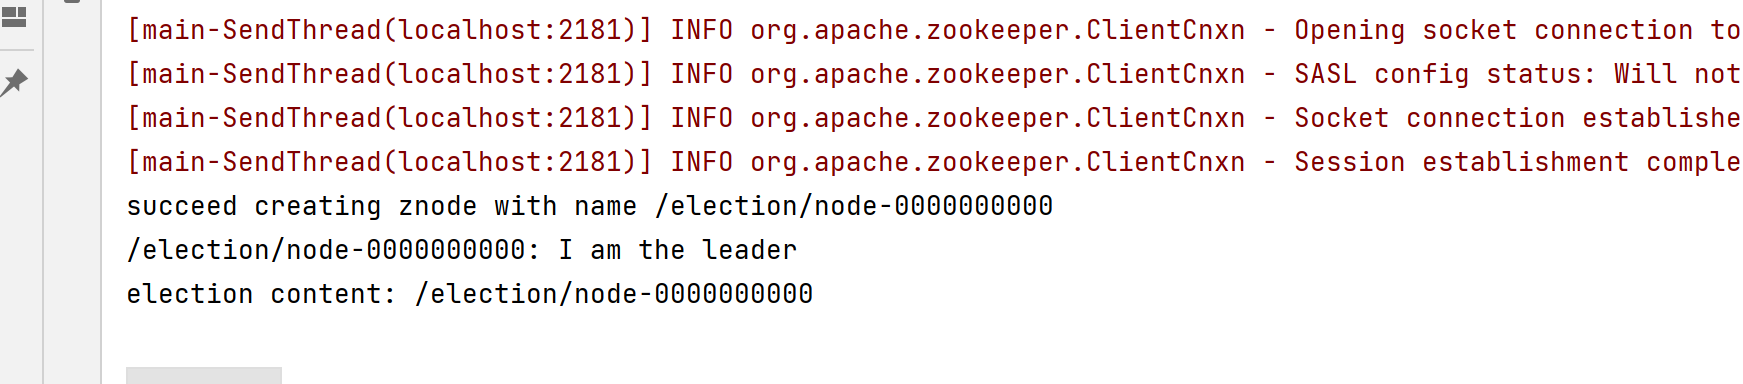 [main-SendThread(localhost:2181)] INFO org.apache.zookeeper.ClientCnxn - Opening socket connection to
[main-SendThread(localhost:2181)] INFO org.apache.zookeeper.ClientCnxn - SASL config status: Will not
[main-SendThread(localhost:2181)] INFO org.apache.zookeeper.ClientCnxn - Socket connection establishe
[main-SendThread(localhost:2181)] INFO org.apache.zookeeper.ClientCnxn - Session establishment comple
succeed creating znode with name /election/node-0000000000
/election/node-0000000000: I am the leader
election content: /election/node-0000000000